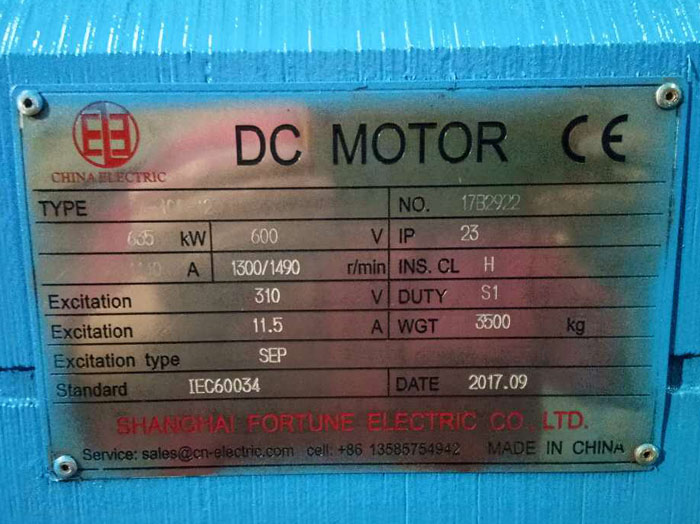 CHINA ELECTRIC
DC MOTOR CE
TYPE NO. 17B2922
635 kW 600 V IP 23
A 1300/1490 r/min INS. CL H
Excitation 310 V DUTY S1
Excitation 11.5 A WGT 3500 kg
Excitation type SEP
Standard IEC60034 DATE 2017.09
SHANGHAI FORTUNE ELECTRIC CO., LTD.
Service: sales@cn-electric.com cell: +86 13585754942 MADE IN CHINA